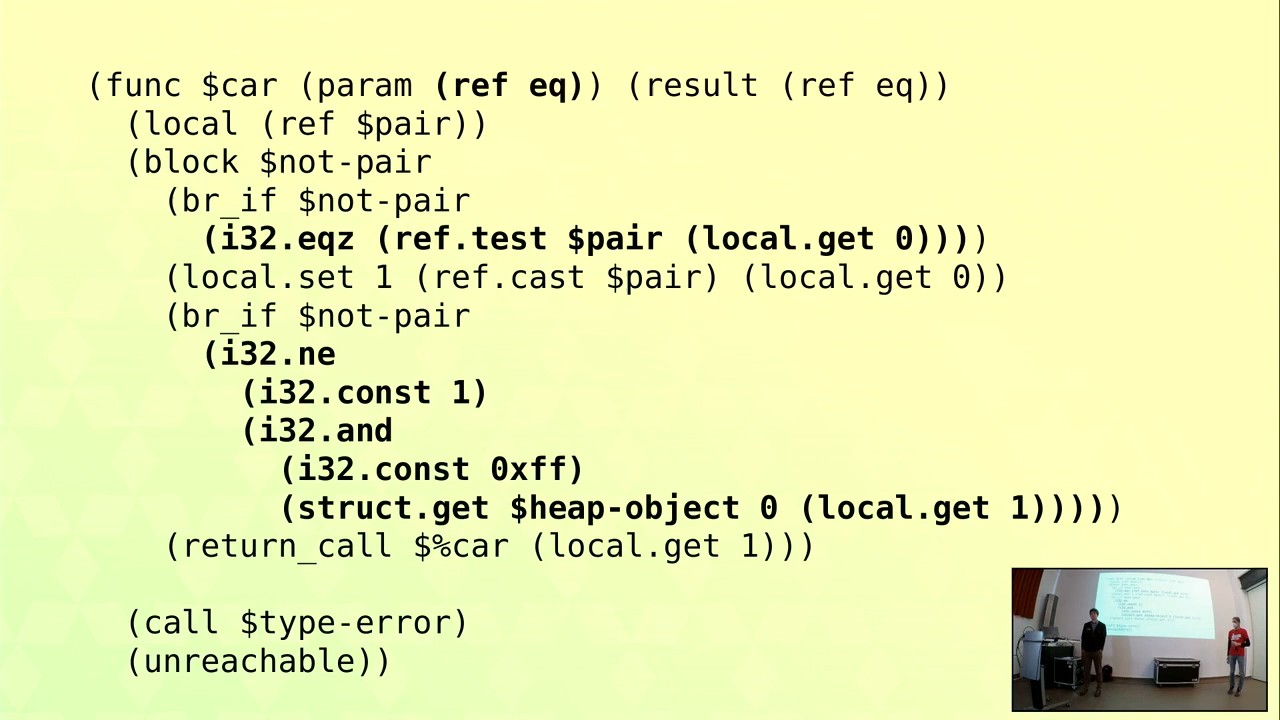 (func $car (param (ref eq)) (result (ref eq))
(local (ref $pair))
(block $not-pair
(br_if $not-pair
(i32.eqz (ref.test $pair (local.get 0))))
(local.set 1 (ref.cast $pair) (local.get 0))
(br_if $not-pair
(i32.ne
(i32.const 1)
(i32.and
(i32.const 0xff)
(struct.get $heap-object 0 (local.get 1)))))
(return_call $%car (local.get 1)))
(call $type-error)
(unreachable))